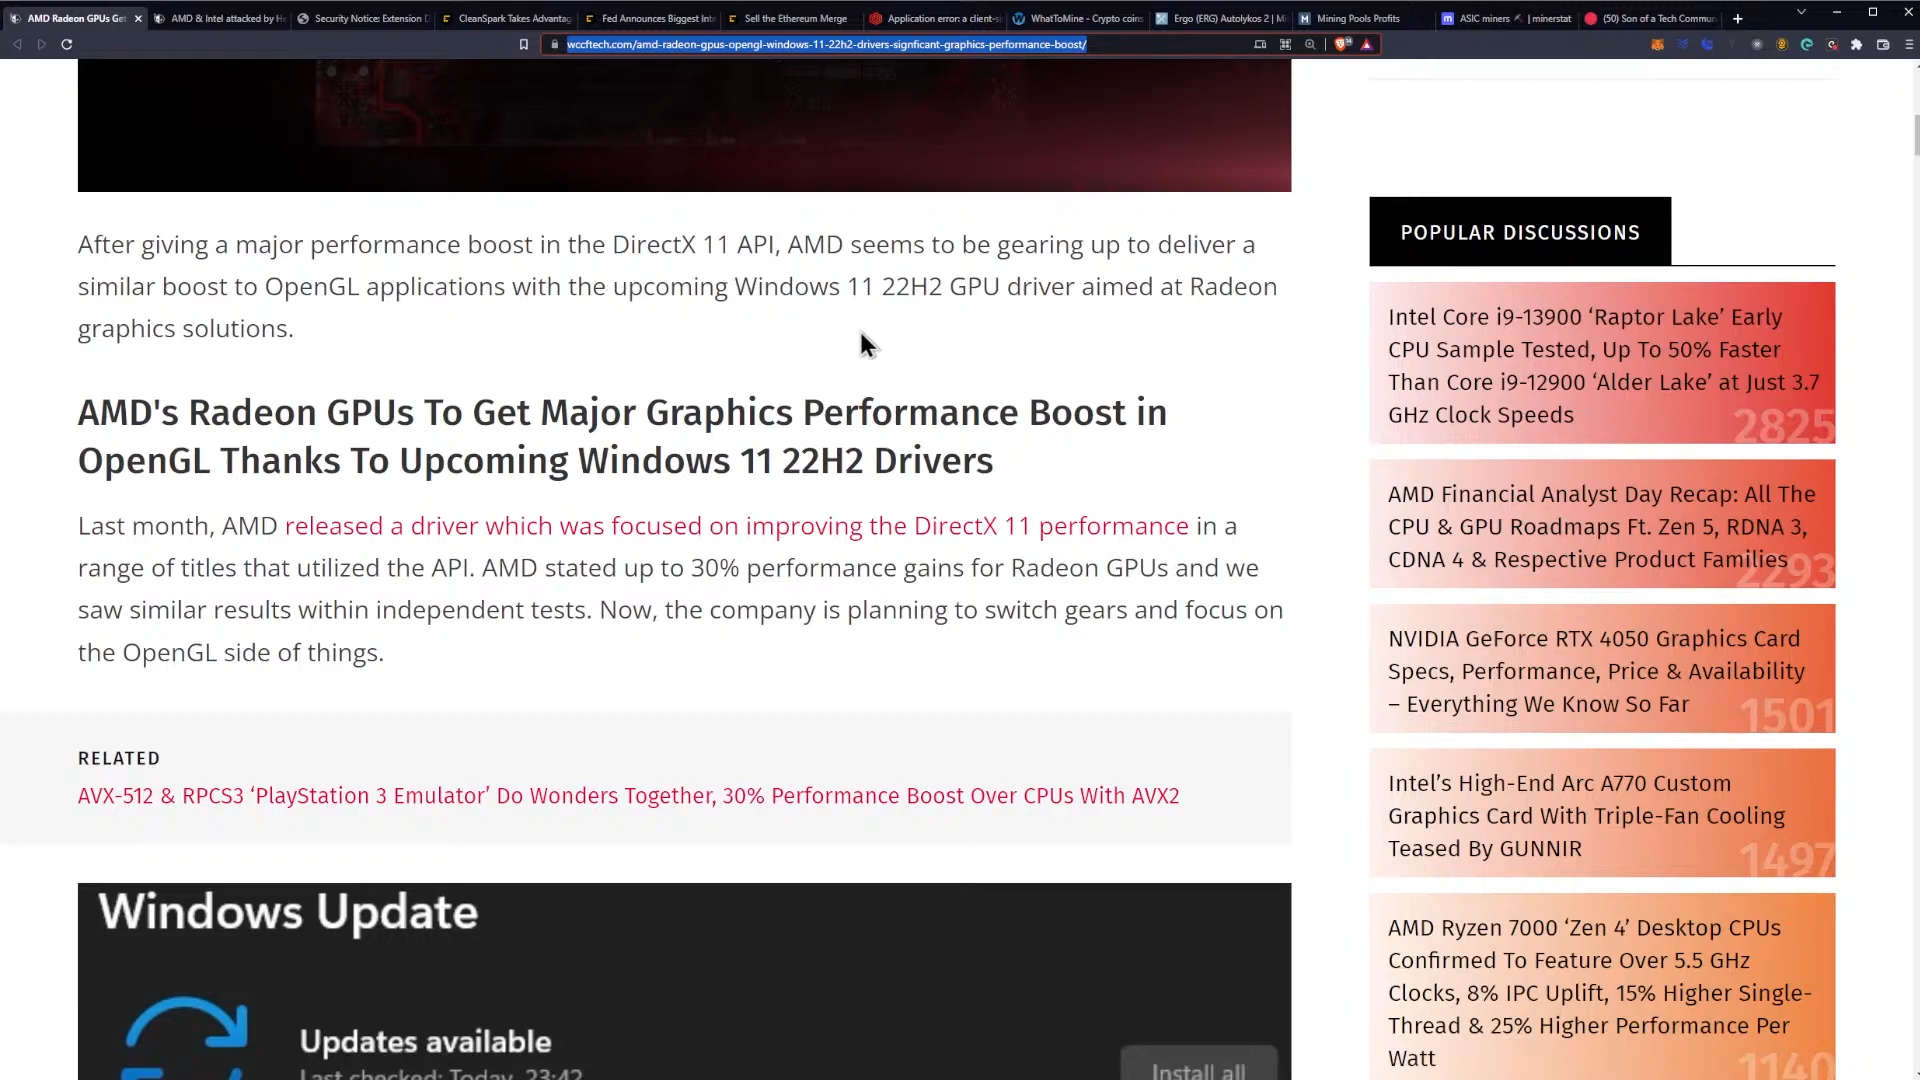 AMD Radeon GPUs Get
AMD & Intel attacked by He
Security Notice: Extension D
CleanSpark Takes Advantag
Fed Announces Biggest Inte
Sell the Ethereum Merge
Application error: a client-si
WhatToMine - Crypto coins
Ergo (ERG) Autolykos 2 | Mi
Mining Pools Profits
ASIC miners ⛏ | minerstat
(50) Son of a Tech Commun
wccftech.com/amd-radeon-gpus-opengl-windows-11-22h2-drivers-signficant-graphics-performance-boost/
After giving a major performance boost in the DirectX 11 API, AMD seems to be gearing up to deliver a
similar boost to OpenGL applications with the upcoming Windows 11 22H2 GPU driver aimed at Radeon
graphics solutions.
AMD's Radeon GPUs To Get Major Graphics Performance Boost in
OpenGL Thanks To Upcoming Windows 11 22H2 Drivers
Last month, AMD released a driver which was focused on improving the DirectX 11 performance in a
range of titles that utilized the API. AMD stated up to 30% performance gains for Radeon GPUs and we
saw similar results within independent tests. Now, the company is planning to switch gears and focus on
the OpenGL side of things.
RELATED
AVX-512 & RPCS3 ‘PlayStation 3 Emulator’ Do Wonders Together, 30% Performance Boost Over CPUs With AVX2
Windows Update
Updates available
Last checked: Today, 23:42
Install all
POPULAR DISCUSSIONS
Intel Core i9-13900 ‘Raptor Lake’ Early
CPU Sample Tested, Up To 50% Faster
Than Core i9-12900 ‘Alder Lake’ at Just 3.7
GHz Clock Speeds
2825
AMD Financial Analyst Day Recap: All The
CPU & GPU Roadmaps Ft. Zen 5, RDNA 3,
CDNA 4 & Respective Product Families
2293
NVIDIA GeForce RTX 4050 Graphics Card
Specs, Performance, Price & Availability
– Everything We Know So Far
1501
Intel’s High-End Arc A770 Custom
Graphics Card With Triple-Fan Cooling
Teased By GUNNIR
1497
AMD Ryzen 7000 ‘Zen 4’ Desktop CPUs
Confirmed To Feature Over 5.5 GHz
Clocks, 8% IPC Uplift, 15% Higher Single-
Thread & 25% Higher Performance Per
Watt
1140